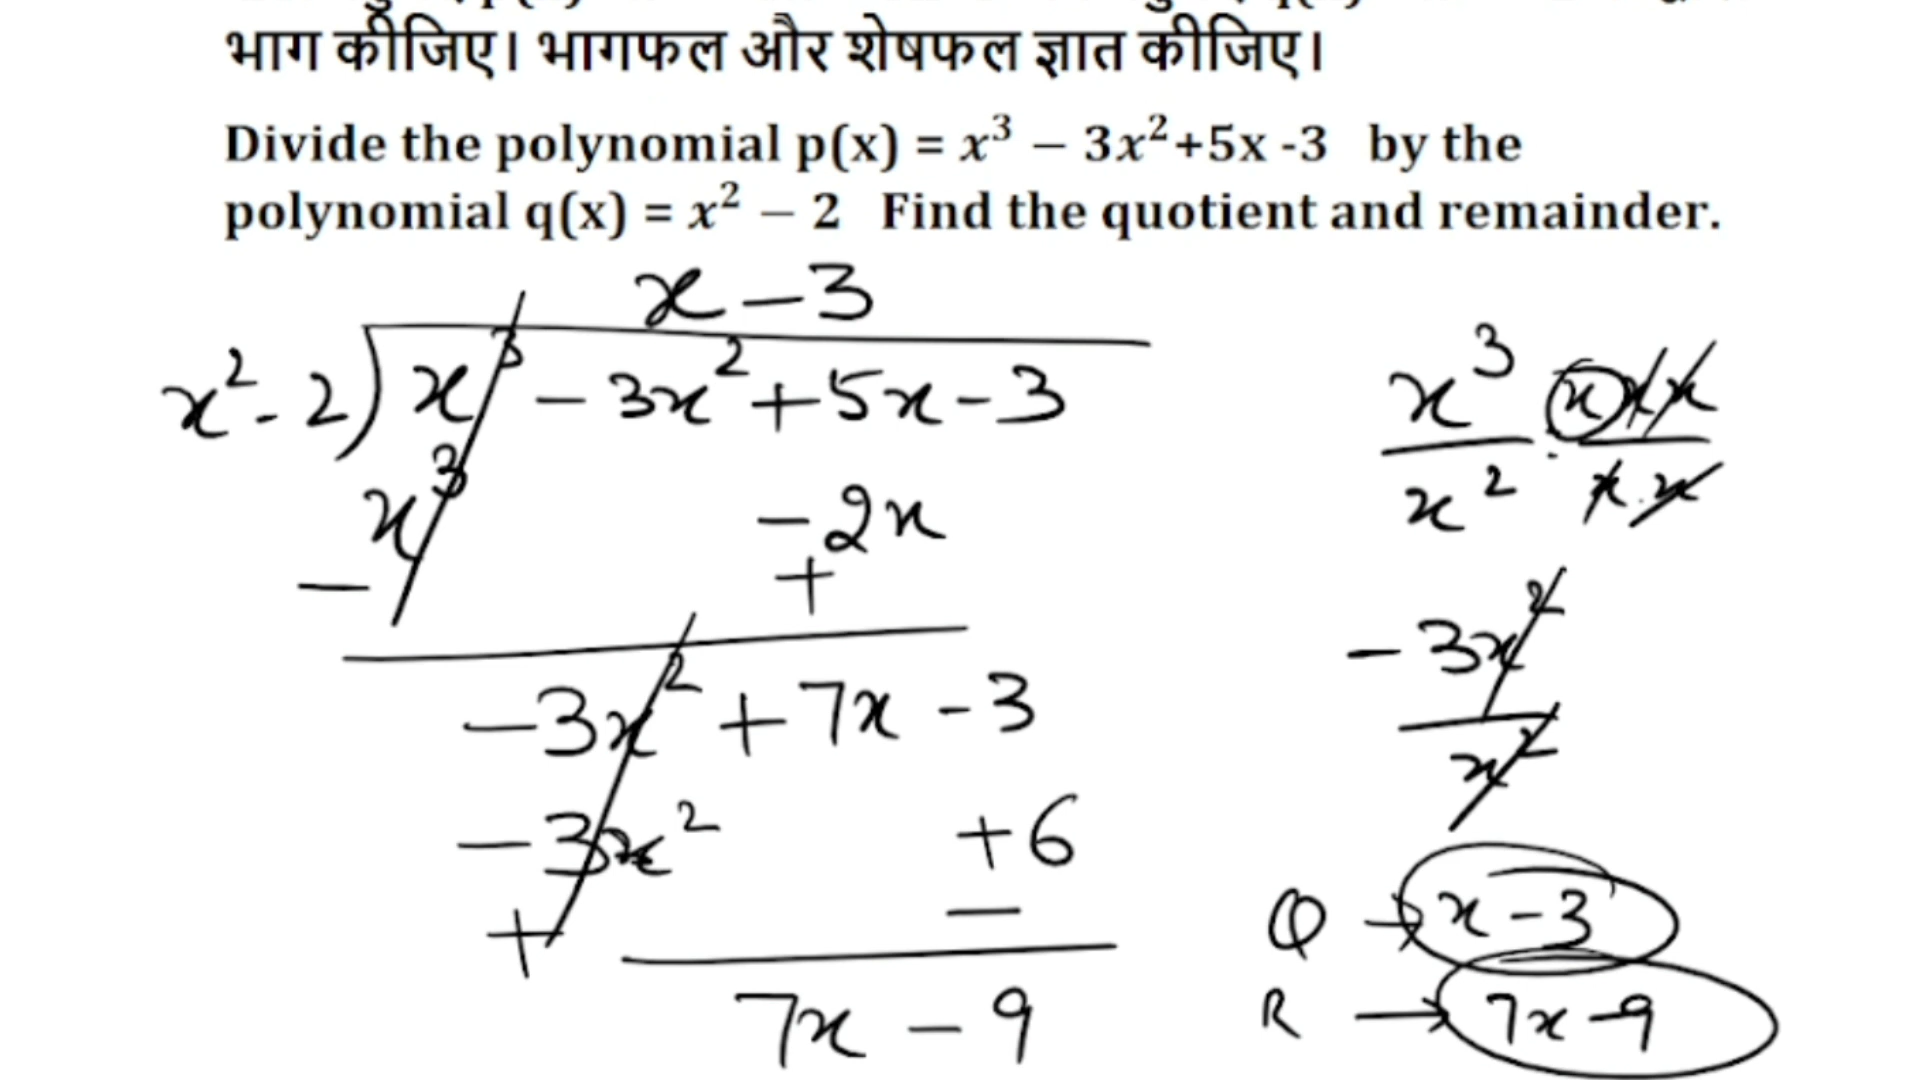 भाग कीजिए। भागफल और शेषफल ज्ञात कीजिए।
Divide the polynomial p(x) = x³ – 3x²+5x -3 by the
polynomial q(x) = x² – 2 Find the quotient and remainder.
x - 3
x² - 2) x³ - 3x² + 5x - 3
x³ - 2x
- +
-3x² + 7x - 3
-3x² + 6
+ -
7x - 9
x³ x x x
x² x . x
- 3x²
x²
Q → x - 3
R → 7x - 9